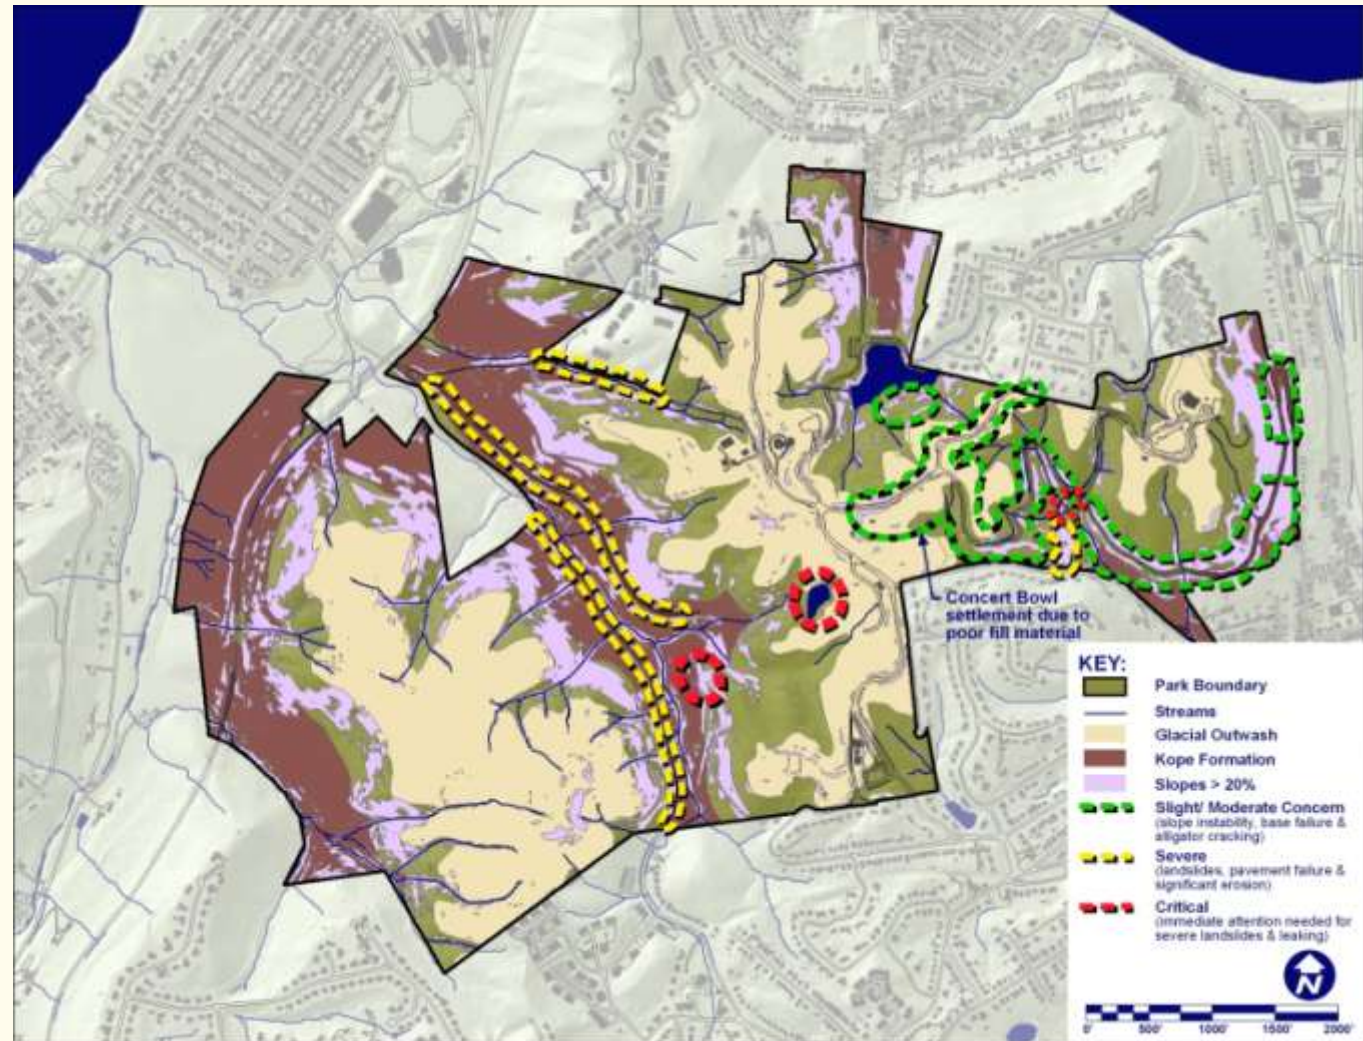 Concert Bowl
settlement due to
poor fill material
KEY:
Park Boundary
Streams
Glacial Outwash
Kope Formation
Slopes > 20%
Slight/ Moderate Concern
(slope instability, base failure &
alligator cracking)
Severe
(landslides, pavement failure &
significant erosion)
Critical
(immediate attention needed for
severe landslides & leaking)
N
0' 500' 1000' 1500' 2000'